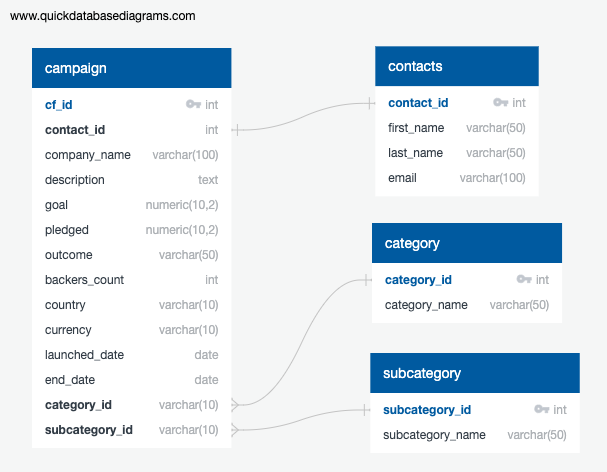 www.quickdatabasediagrams.com
campaign
cf_id int
contact_id int
company_name varchar(100)
description text
goal numeric(10,2)
pledged numeric(10,2)
outcome varchar(50)
backers_count int
country varchar(10)
currency varchar(10)
launched_date date
end_date date
category_id varchar(10)
subcategory_id varchar(10)
contacts
contact_id int
first_name varchar(50)
last_name varchar(50)
email varchar(100)
category
category_id int
category_name varchar(50)
subcategory
subcategory_id int
subcategory_name varchar(50)